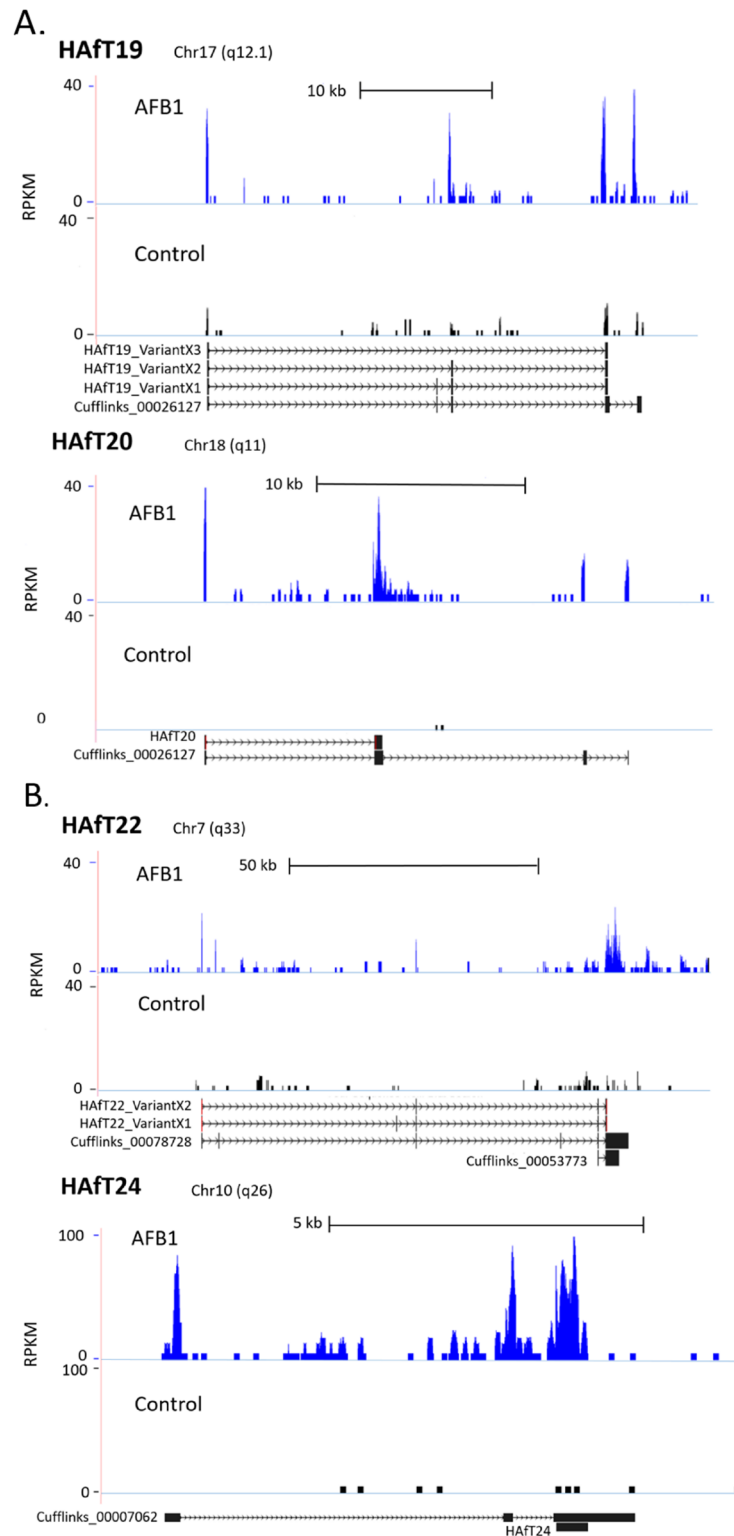 A.
HAfT19 Chr17 (q12.1)
40
10 kb
AFB1
RPKM
0
40
Control
0
HAfT19_VariantX3
HAfT19_VariantX2
HAfT19_VariantX1
Cufflinks_00026127
HAfT20 Chr18 (q11)
40
10 kb
AFB1
RPKM
0
40
Control
0
HAfT20
Cufflinks_00026127
B.
HAfT22 Chr7 (q33)
40
50 kb
AFB1
RPKM
0
40
Control
0
HAfT22_VariantX2
HAfT22_VariantX1
Cufflinks_00078728
Cufflinks_00053773
HAfT24 Chr10 (q26)
5 kb
100
AFB1
RPKM
0
100
Control
0
Cufflinks_00007062
HAfT24